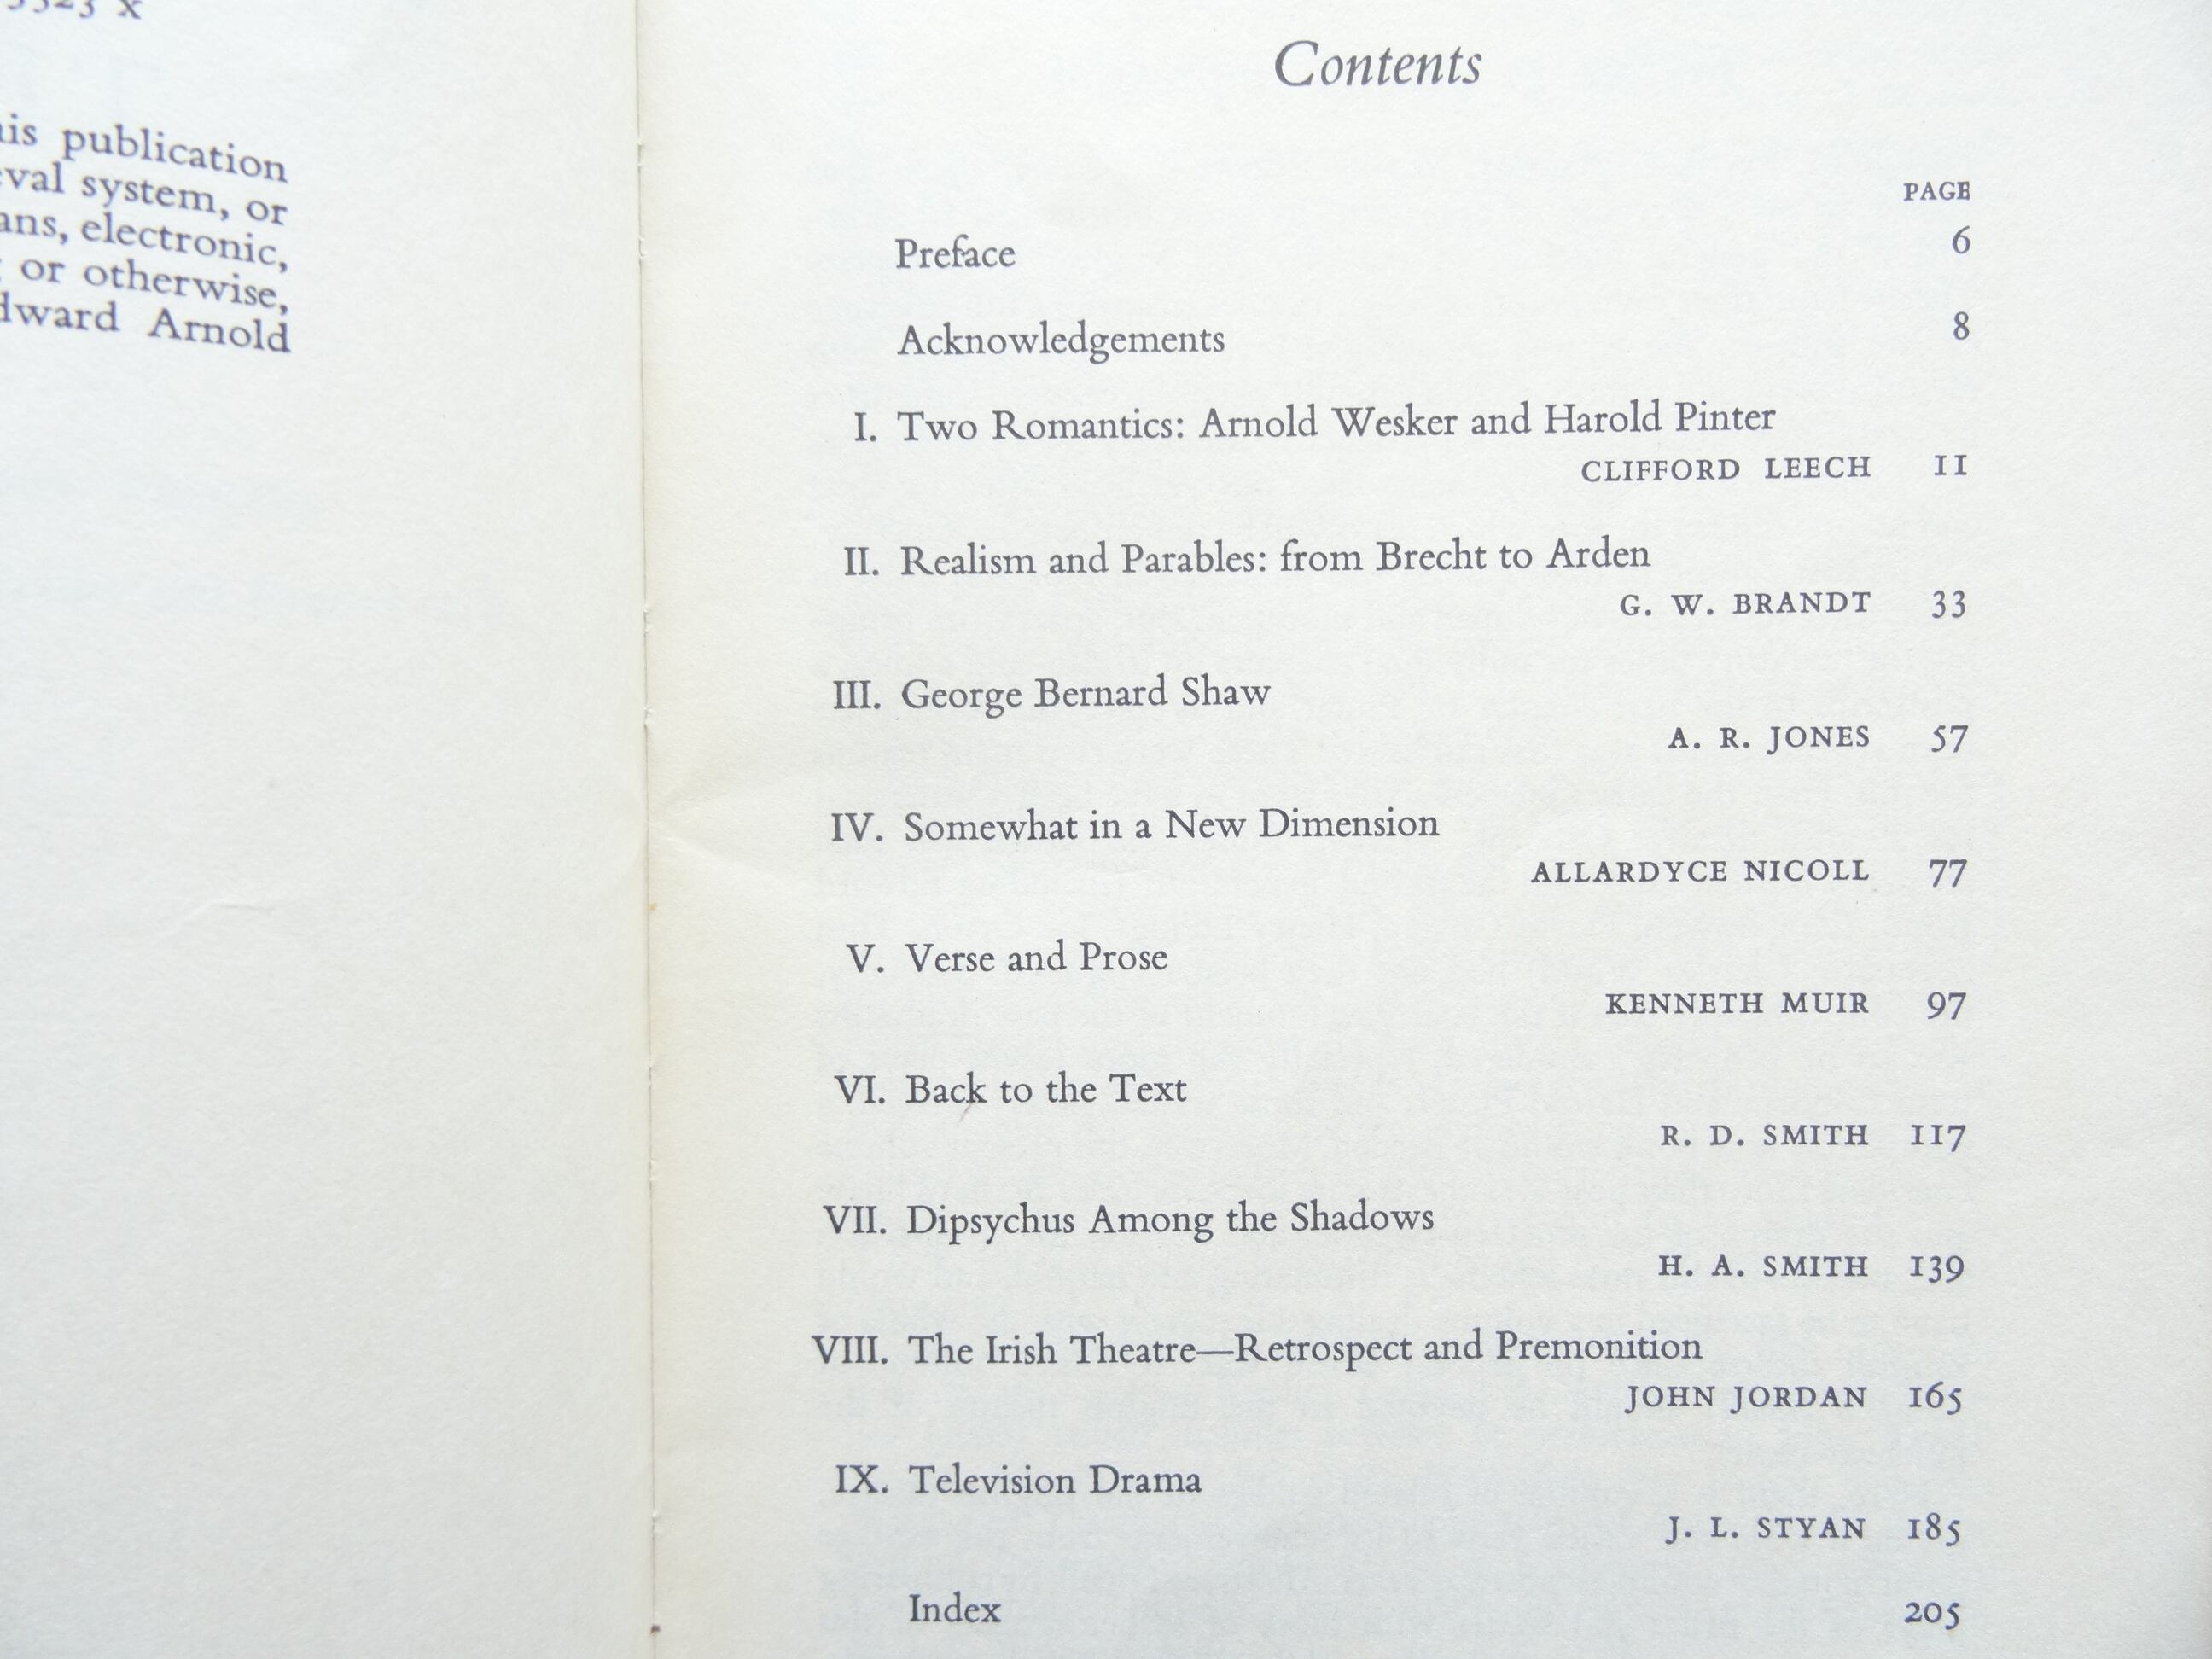 is publication
system, or
electronic,
or otherwise,
Arnold
Contents
PAGE
Preface 6
Acknowledgements 8
I. Two Romantics: Arnold Wesker and Harold Pinter
CLIFFORD LEECH 11
II. Realism and Parables: from Brecht to Arden
G. W. BRANDT 33
III. George Bernard Shaw
A. R. JONES 57
IV. Somewhat in a New Dimension
ALLARDYCE NICOLL 77
V. Verse and Prose
KENNETH MUIR 97
VI. Back to the Text
R. D. SMITH 117
VII. Dipsychus Among the Shadows
H. A. SMITH 139
VIII. The Irish Theatre—Retrospect and Premonition
JOHN JORDAN 165
IX. Television Drama
J. L. STYAN 185
Index 205